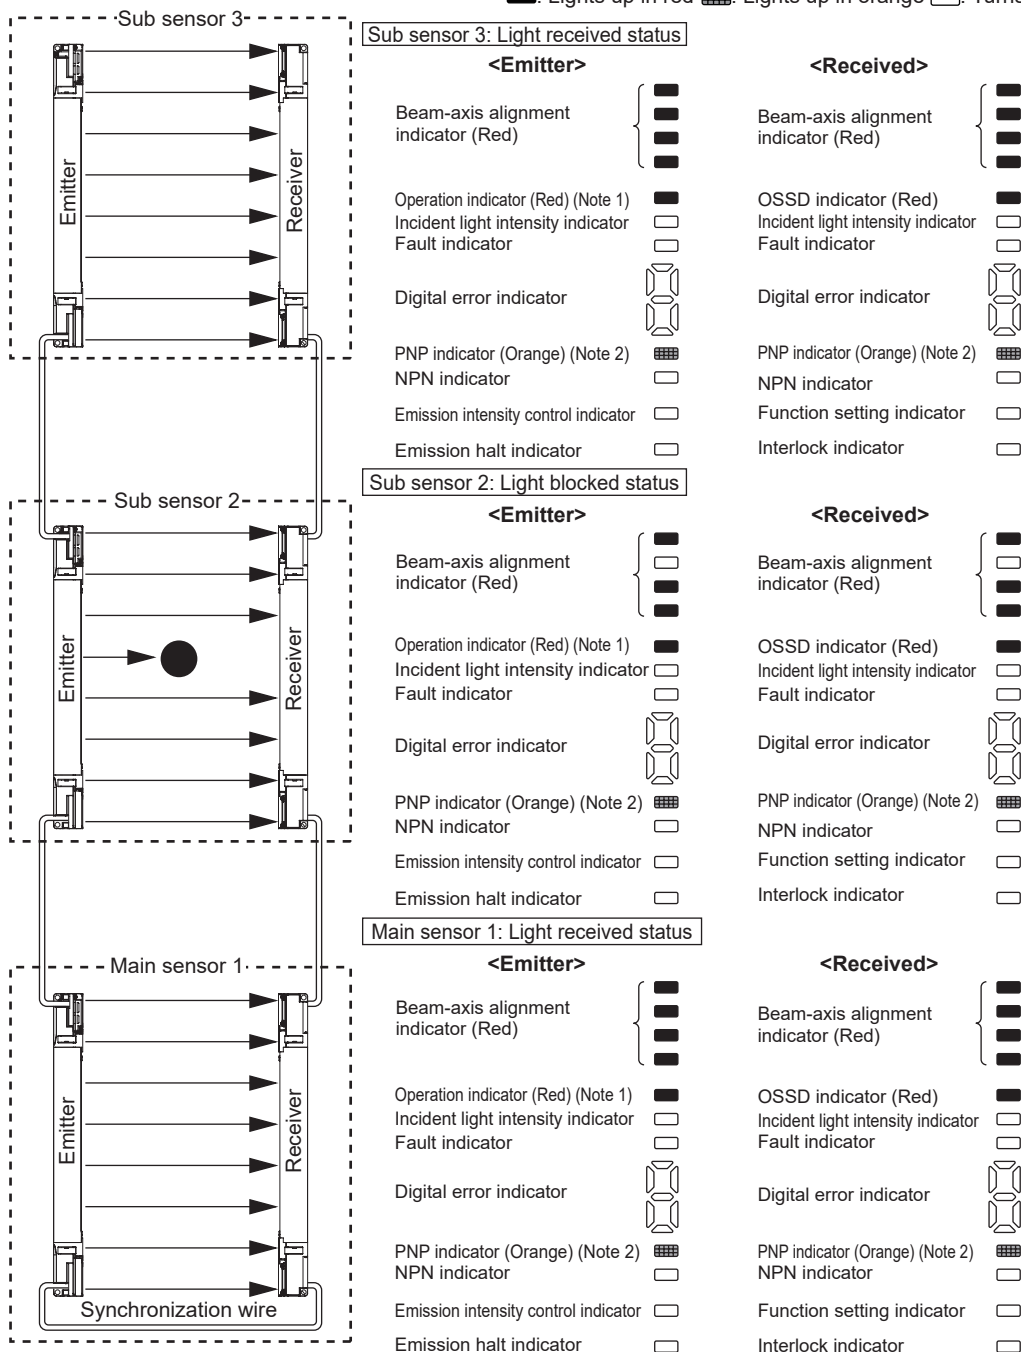 : Lights up in red : Lights up in orange : Turns
Sub sensor 3
Sub sensor 3: Light received status
<Emitter>
<Received>
Beam-axis alignment
indicator (Red)
Beam-axis alignment
indicator (Red)
Emitter
Receiver
Operation indicator (Red) (Note 1)
OSSD indicator (Red)
Incident light intensity indicator
Incident light intensity indicator
Fault indicator
Fault indicator
Digital error indicator
Digital error indicator
PNP indicator (Orange) (Note 2)
PNP indicator (Orange) (Note 2)
NPN indicator
NPN indicator
Emission intensity control indicator
Function setting indicator
Emission halt indicator
Interlock indicator
Sub sensor 2
Sub sensor 2: Light blocked status
<Emitter>
<Received>
Beam-axis alignment
indicator (Red)
Beam-axis alignment
indicator (Red)
Emitter
Receiver
Operation indicator (Red) (Note 1)
OSSD indicator (Red)
Incident light intensity indicator
Incident light intensity indicator
Fault indicator
Fault indicator
Digital error indicator
Digital error indicator
PNP indicator (Orange) (Note 2)
PNP indicator (Orange) (Note 2)
NPN indicator
NPN indicator
Emission intensity control indicator
Function setting indicator
Emission halt indicator
Interlock indicator
Main sensor 1
Main sensor 1: Light received status
<Emitter>
<Received>
Beam-axis alignment
indicator (Red)
Beam-axis alignment
indicator (Red)
Emitter
Receiver
Operation indicator (Red) (Note 1)
OSSD indicator (Red)
Incident light intensity indicator
Incident light intensity indicator
Fault indicator
Fault indicator
Digital error indicator
Digital error indicator
PNP indicator (Orange) (Note 2)
PNP indicator (Orange) (Note 2)
NPN indicator
NPN indicator
Synchronization wire
Emission intensity control indicator
Function setting indicator
Emission halt indicator
Interlock indicator